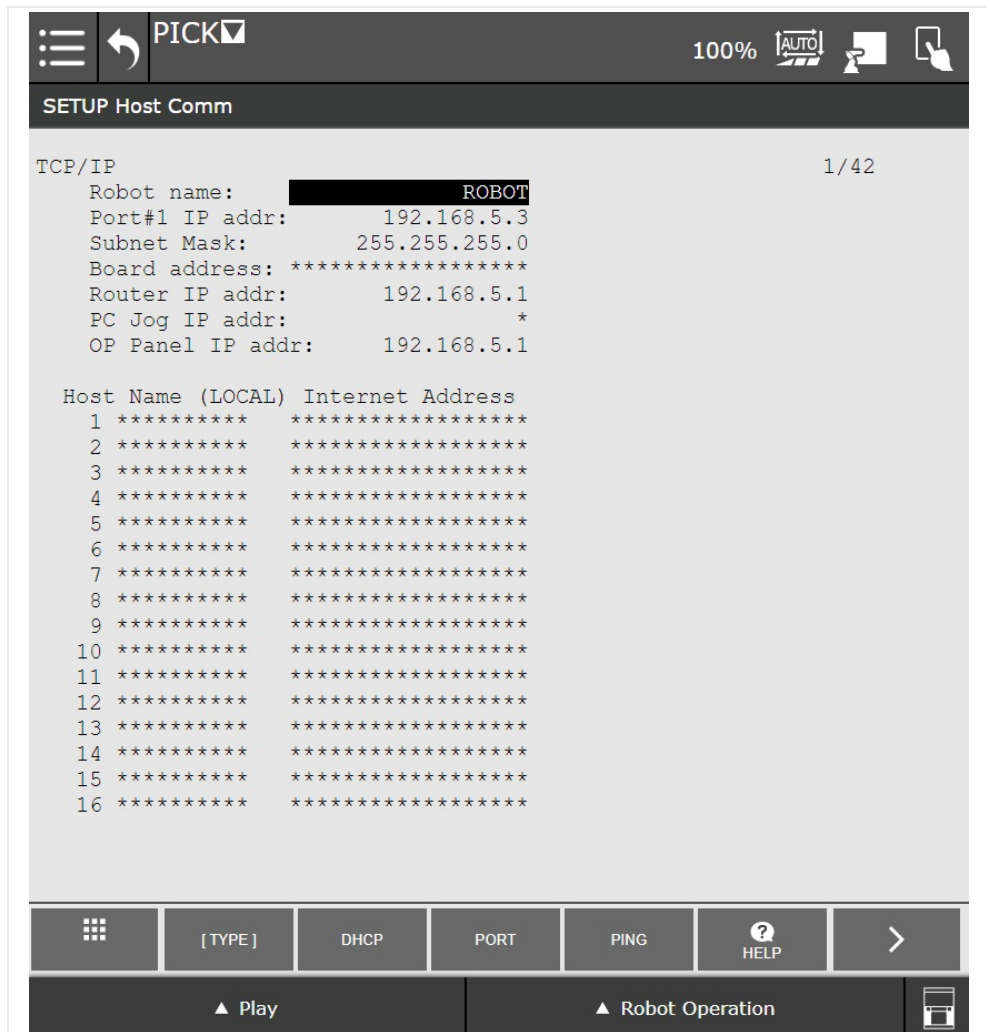 PICK
100% AUTO
SETUP Host Comm
TCP/IP 1/42
Robot name: ROBOT
Port#1 IP addr: 192.168.5.3
Subnet Mask: 255.255.255.0
Board address: ******************
Router IP addr: 192.168.5.1
PC Jog IP addr: *
OP Panel IP addr: 192.168.5.1
Host Name (LOCAL) Internet Address
1 ********** ******************
2 ********** ******************
3 ********** ******************
4 ********** ******************
5 ********** ******************
6 ********** ******************
7 ********** ******************
8 ********** ******************
9 ********** ******************
10 ********** ******************
11 ********** ******************
12 ********** ******************
13 ********** ******************
14 ********** ******************
15 ********** ******************
16 ********** ******************
[ TYPE ] DHCP PORT PING ? HELP >
▲ Play ▲ Robot Operation